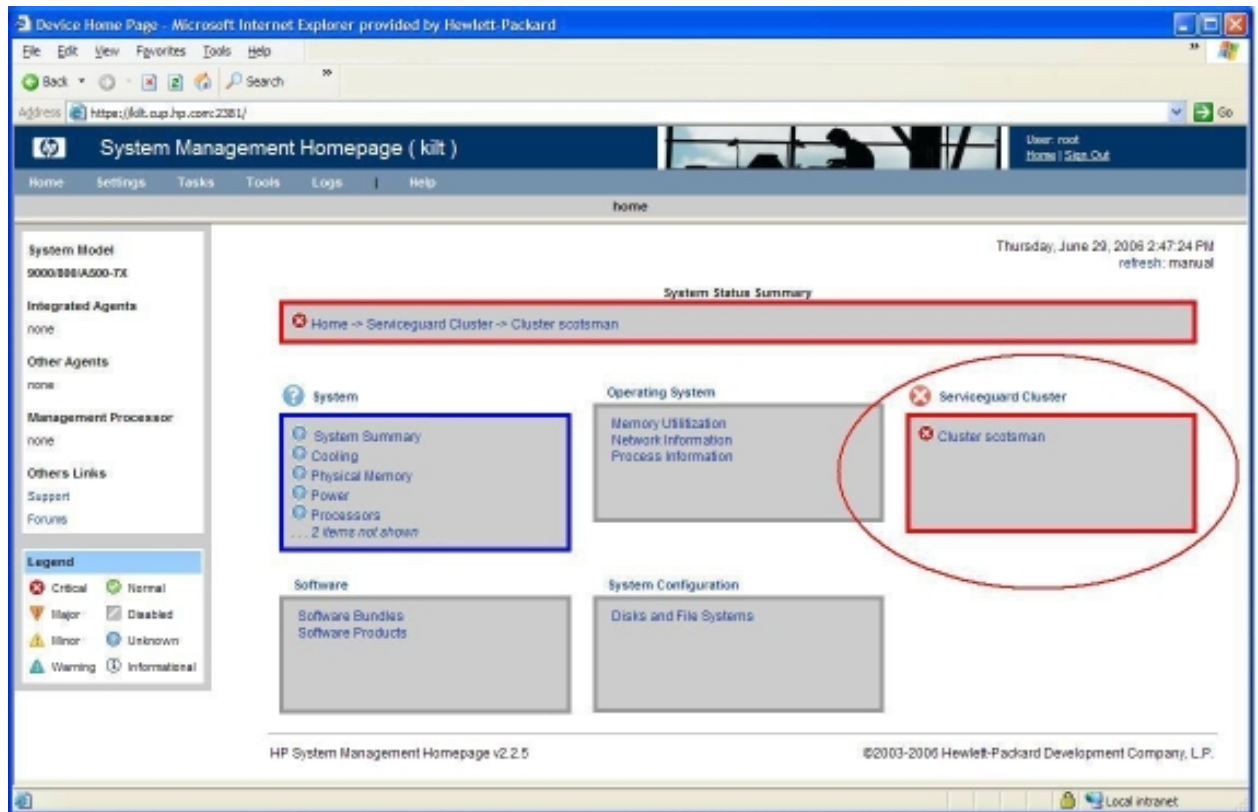 Device Home Page - Microsoft Internet Explorer provided by Hewlett-Packard
File Edit View Favorites Tools Help
Back Search
Address https://kilt.cup.hp.com:2381/ Go
hp System Management Homepage ( kilt )
User: root
Home | Sign Out
Home Settings Tasks Tools Logs | Help
home
System Model
9000/800/A500-7X
Integrated Agents
none
Other Agents
none
Management Processor
none
Others Links
Support
Forums
Legend
Critical Normal
Major Disabled
Minor Unknown
Warning Informational
Thursday, June 29, 2006 2:47:24 PM
refresh: manual
System Status Summary
Home -> Serviceguard Cluster -> Cluster scotsman
System
System Summary
Cooling
Physical Memory
Power
Processors
... 2 items not shown
Operating System
Memory Utilitization
Network Information
Process Information
Serviceguard Cluster
Cluster scotsman
Software
Software Bundles
Software Products
System Configuration
Disks and File Systems
HP System Management Homepage v2.2.5
©2003-2006 Hewlett-Packard Development Company, L.P.
Local intranet